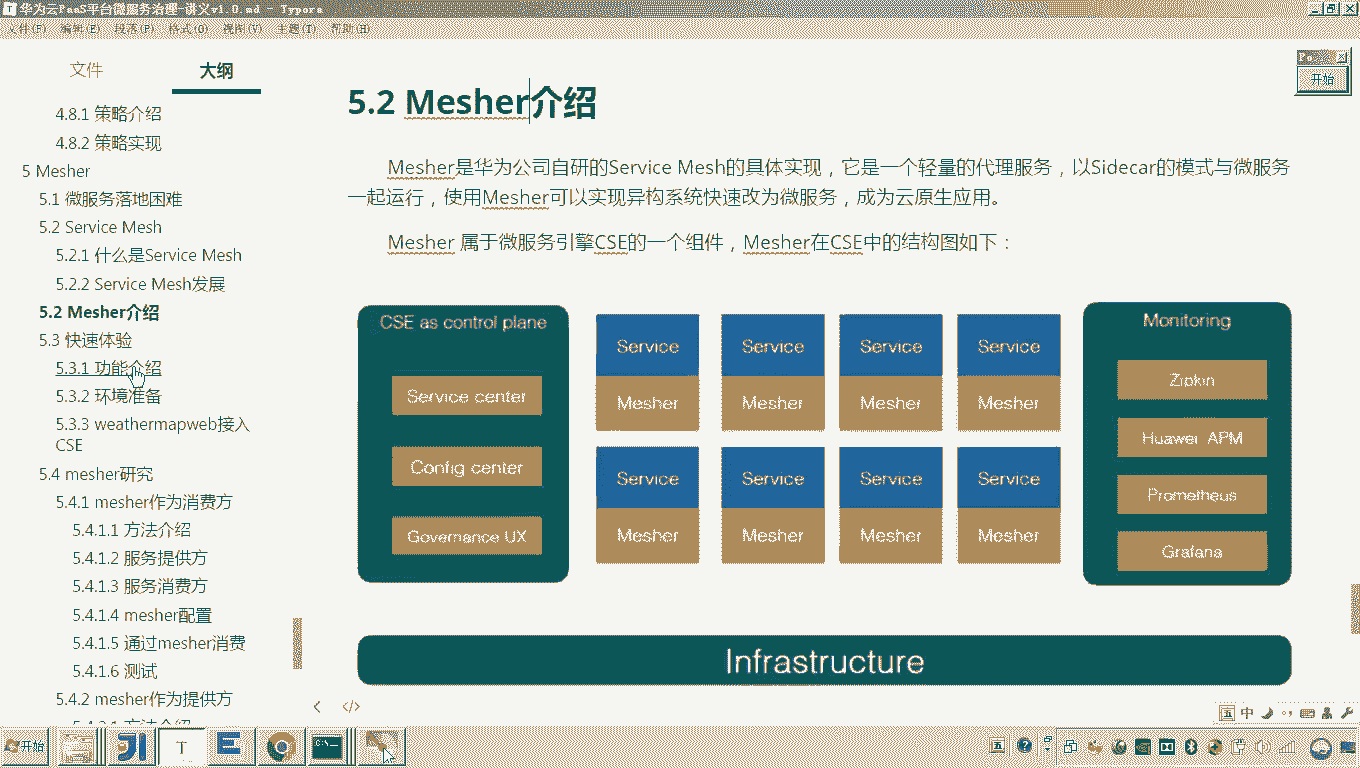 华为云PaaS平台微服务治理-讲义v1.0.md - Typora
文件(F) 编辑(E) 段落(P) 格式(O) 视图(V) 主题(T) 帮助(H)
文件 大纲
4.8.1 策略介绍
4.8.2 策略实现
5 Mesher
5.1 微服务落地困难
5.2 Service Mesh
5.2.1 什么是Service Mesh
5.2.2 Service Mesh发展
5.2 Mesher介绍
5.3 快速体验
5.3.1 功能介绍
5.3.2 环境准备
5.3.3 weathermapweb接入
CSE
5.4 mesher研究
5.4.1 mesher作为消费方
5.4.1.1 方法介绍
5.4.1.2 服务提供方
5.4.1.3 服务消费方
5.4.1.4 mesher配置
5.4.1.5 通过mesher消费
5.4.1.6 测试
5.4.2 mesher作为提供方
5.2 Mesher介绍
Mesher是华为公司自研的Service Mesh的具体实现，它是一个轻量的代理服务，以Sidecar的模式与微服务
一起运行，使用Mesher可以实现异构系统快速改为微服务，成为云原生应用。
Mesher 属于微服务引擎CSE的一个组件，Mesher在CSE中的结构图如下：
CSE as control plane
Service center
Config center
Governance UX
Service Service Service Service
Mesher Mesher Mesher Mesher
Service Service Service Service
Mesher Mesher Mesher Mesher
Monitoring
Zipkin
Huawei APM
Prometheus
Grafana
Infrastructure
开始
五 中
开始